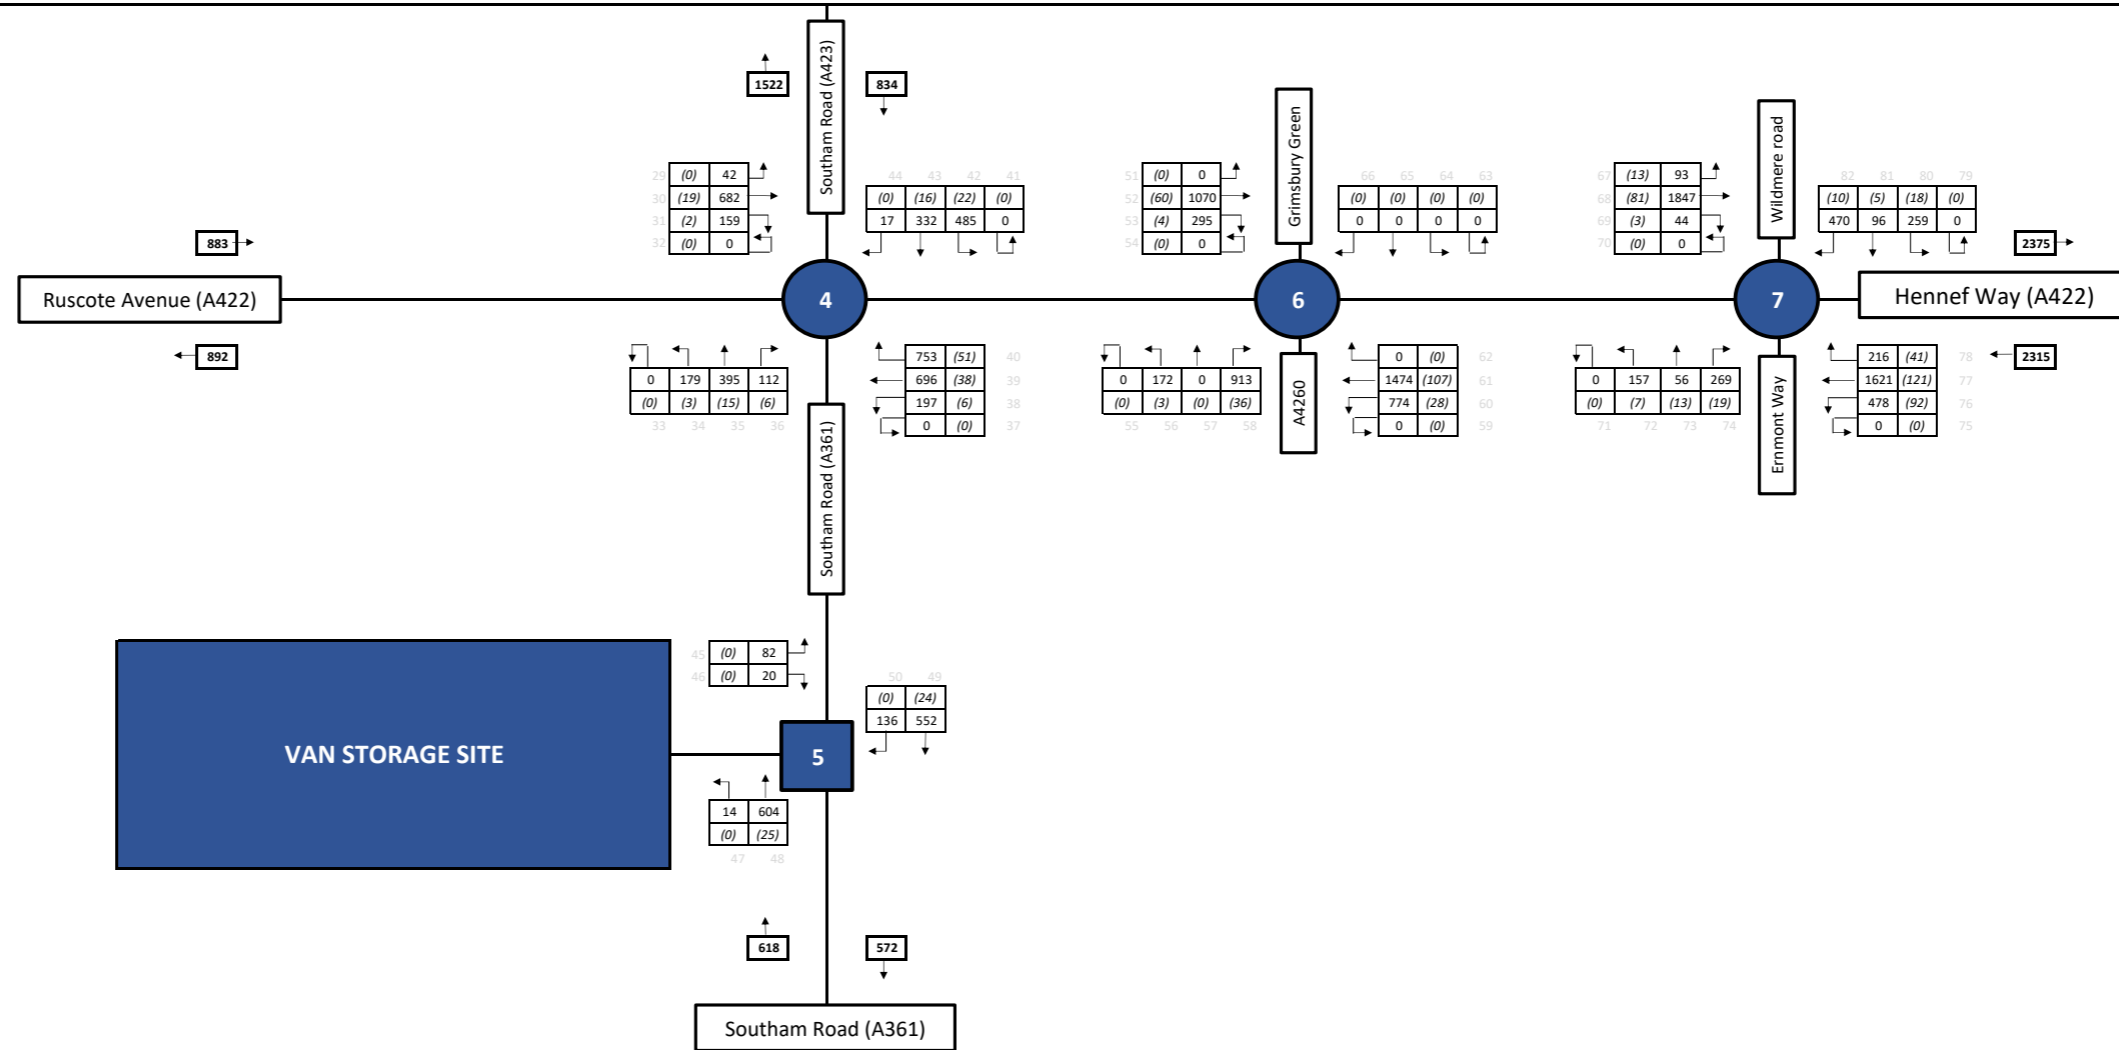 Southam Road (A423)
1522
834
Grimsbury Green
Wildmere road
29 (0) 42
30 (19) 682
31 (2) 159
32 (0) 0
44 43 42 41
(0) (16) (22) (0)
17 332 485 0
51 (0) 0
52 (60) 1070
53 (4) 295
54 (0) 0
66 65 64 63
(0) (0) (0) (0)
0 0 0 0
67 (13) 93
68 (81) 1847
69 (3) 44
70 (0) 0
82 81 80 79
(10) (5) (18) (0)
470 96 259 0
883
2375
Ruscote Avenue (A422)
4
6
7
Hennef Way (A422)
892
0 179 395 112
(0) (3) (15) (6)
33 34 35 36
753 (51) 40
696 (38) 39
197 (6) 38
0 (0) 37
0 172 0 913
(0) (3) (0) (36)
55 56 57 58
A4260
0 (0) 62
1474 (107) 61
774 (28) 60
0 (0) 59
0 157 56 269
(0) (7) (13) (19)
71 72 73 74
Ernmont Way
216 (41) 78
1621 (121) 77
478 (92) 76
0 (0) 75
2315
Southam Road (A361)
45 (0) 82
46 (0) 20
50 49
(0) (24)
136 552
VAN STORAGE SITE
5
14 604
(0) (25)
47 48
618
572
Southam Road (A361)